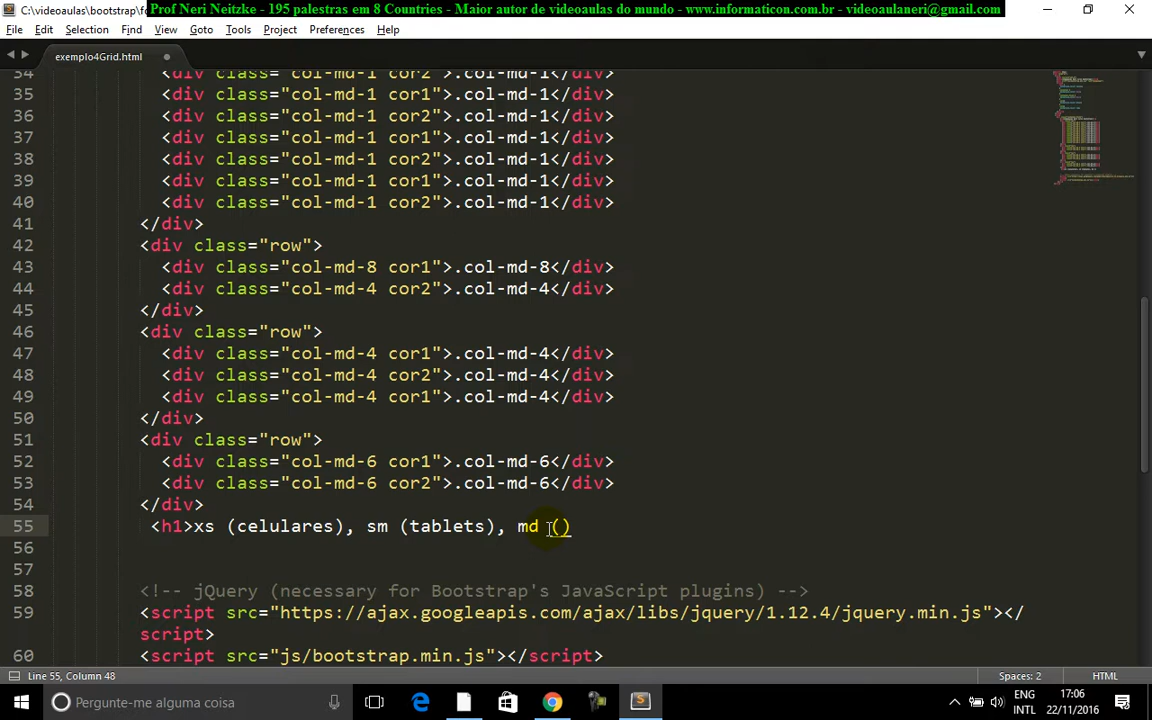 C:\videoaulas\bootstrap\fo
Prof Neri Neitzke - 195 palestras em 8 Countries - Maior autor de videoaulas do mundo - www.informaticon.com.br - videoaulaneri@gmail.com
File Edit Selection Find View Goto Tools Project Preferences Help
exemplo4Grid.html
34 <div class="col-md-1 cor2">.col-md-1</div>
35 <div class="col-md-1 cor1">.col-md-1</div>
36 <div class="col-md-1 cor2">.col-md-1</div>
37 <div class="col-md-1 cor1">.col-md-1</div>
38 <div class="col-md-1 cor2">.col-md-1</div>
39 <div class="col-md-1 cor1">.col-md-1</div>
40 <div class="col-md-1 cor2">.col-md-1</div>
41 </div>
42 <div class="row">
43 <div class="col-md-8 cor1">.col-md-8</div>
44 <div class="col-md-4 cor2">.col-md-4</div>
45 </div>
46 <div class="row">
47 <div class="col-md-4 cor1">.col-md-4</div>
48 <div class="col-md-4 cor2">.col-md-4</div>
49 <div class="col-md-4 cor1">.col-md-4</div>
50 </div>
51 <div class="row">
52 <div class="col-md-6 cor1">.col-md-6</div>
53 <div class="col-md-6 cor2">.col-md-6</div>
54 </div>
55 <h1>xs (celulares), sm (tablets), md ()
56
57
58 <!-- jQuery (necessary for Bootstrap's JavaScript plugins) -->
59 <script src="https://ajax.googleapis.com/ajax/libs/jquery/1.12.4/jquery.min.js"></
script>
60 <script src="js/bootstrap.min.js"></script>
Line 55, Column 48 Spaces: 2 HTML
Pergunte-me alguma coisa
ENG 17:06
INTL 22/11/2016